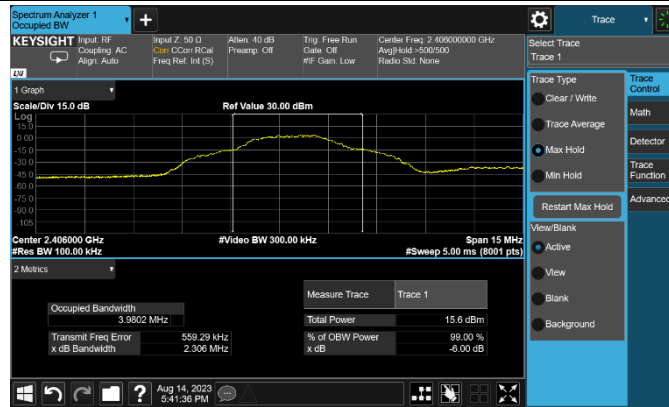 Spectrum Analyzer 1
Occupied BW
+
Trace
KEYSIGHT Input: RF
Coupling: AC
Align: Auto
Input Z: 50 Ω
Corr CCorr RCal
Freq Ref: Int (S)
Atten: 40 dB
Preamp: Off
Trig: Free Run
Gate: Off
#IF Gain: Low
Center Freq: 2.406000000 GHz
Avg|Hold:>500/500
Radio Std: None
LXI
Select Trace
Trace 1
1 Graph
Scale/Div 15.0 dB
Ref Value 30.00 dBm
Log
15.0
0.00
-15.0
-30.0
-45.0
-60.0
-75.0
-90.0
-105
Center 2.406000 GHz
#Res BW 100.00 kHz
#Video BW 300.00 kHz
Span 15 MHz
#Sweep 5.00 ms (8001 pts)
2 Metrics
Occupied Bandwidth
3.9802 MHz
Transmit Freq Error 559.29 kHz
x dB Bandwidth 2.306 MHz
Measure Trace Trace 1
Total Power 15.6 dBm
% of OBW Power 99.00 %
x dB -6.00 dB
Trace Type
Clear / Write
Trace Average
Max Hold
Min Hold
Restart Max Hold
View/Blank
Active
View
Blank
Background
Trace
Control
Math
Detector
Trace
Function
Advanced
?
Aug 14, 2023
5:41:36 PM